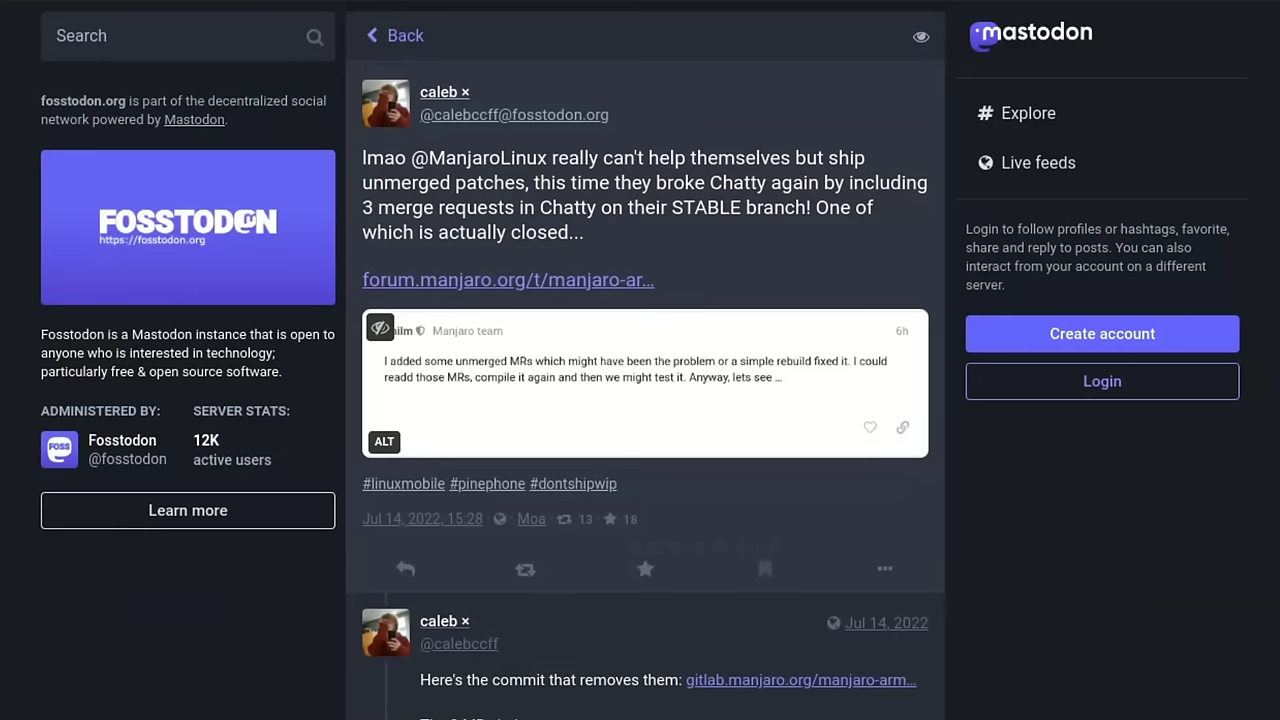 Search
fosstodon.org is part of the decentralized social
network powered by Mastodon.
FOSSTODON
https://fosstodon.org
Fosstodon is a Mastodon instance that is open to
anyone who is interested in technology;
particularly free & open source software.
ADMINISTERED BY:
FOSS
Fosstodon
@fosstodon
SERVER STATS:
12K
active users
Learn more
Back
caleb ×
@calebccff@fosstodon.org
lmao @ManjaroLinux really can't help themselves but ship
unmerged patches, this time they broke Chatty again by including
3 merge requests in Chatty on their STABLE branch! One of
which is actually closed...
forum.manjaro.org/t/manjaro-ar…
Manjaro team
6h
I added some unmerged MRs which might have been the problem or a simple rebuild fixed it. I could
readd those MRs, compile it again and then we might test it. Anyway, lets see ...
ALT
#linuxmobile #pinephone #dontshipwip
Jul 14, 2022, 15:28 · Moa · 13 · 18
caleb ×
@calebccff
Jul 14, 2022
Here's the commit that removes them: gitlab.manjaro.org/manjaro-arm…
mastodon
Explore
Live feeds
Login to follow profiles or hashtags, favorite,
share and reply to posts. You can also
interact from your account on a different
server.
Create account
Login